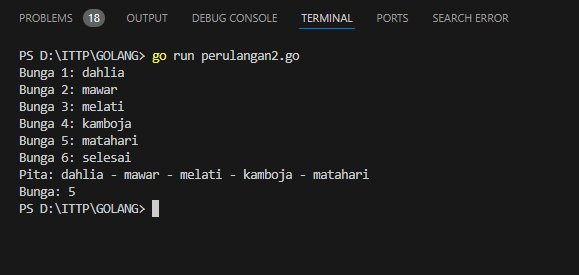 PROBLEMS 18 OUTPUT DEBUG CONSOLE TERMINAL PORTS SEARCH ERROR
PS D:\ITTP\GOLANG> go run perulangan2.go
Bunga 1: dahlia
Bunga 2: mawar
Bunga 3: melati
Bunga 4: kamboja
Bunga 5: matahari
Bunga 6: selesai
Pita: dahlia - mawar - melati - kamboja - matahari
Bunga: 5
PS D:\ITTP\GOLANG>